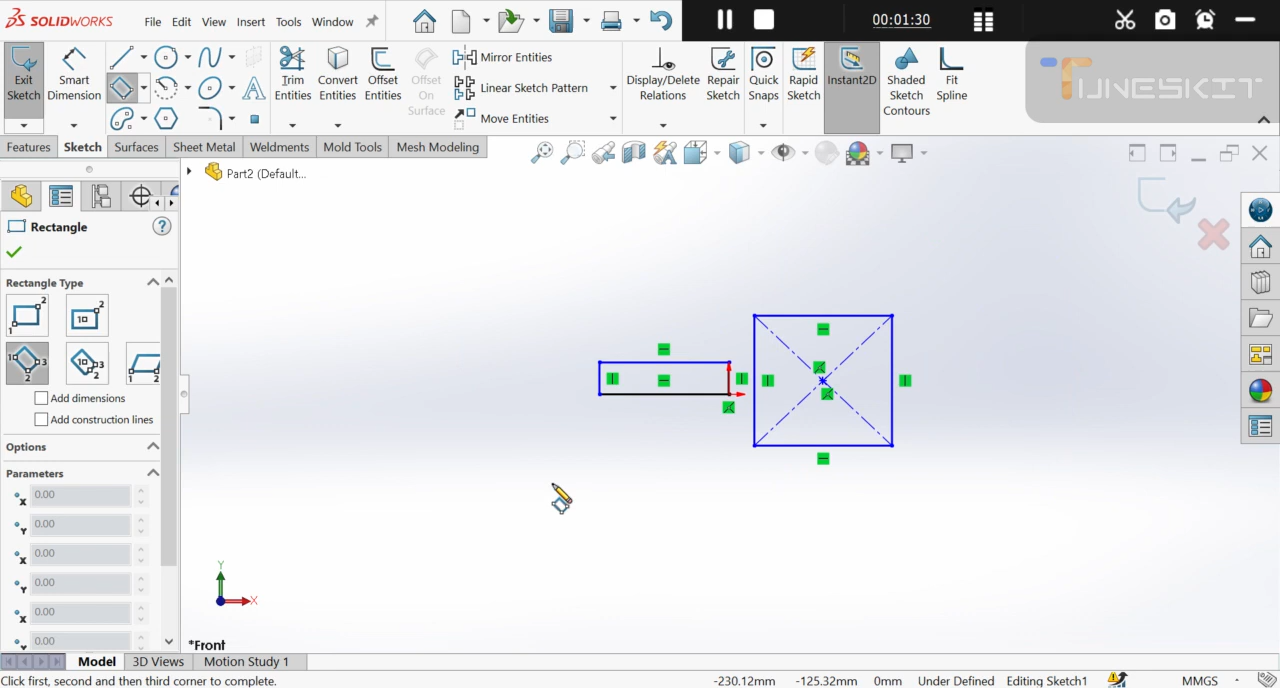 SOLIDWORKS File Edit View Insert Tools Window 00:01:30
TUNESKIT
Exit Sketch
Smart Dimension
Trim Entities
Convert Entities
Offset Entities
Offset On Surface
Mirror Entities
Linear Sketch Pattern
Move Entities
Display/Delete Relations
Repair Sketch
Quick Snaps
Rapid Sketch
Instant2D
Shaded Sketch Contours
Fit Spline
Features Sketch Surfaces Sheet Metal Weldments Mold Tools Mesh Modeling
Part2 (Default...
Rectangle
Rectangle Type
Add dimensions
Add construction lines
Options
Parameters
X 0.00
Y 0.00
X 0.00
Y 0.00
X 0.00
Y 0.00
Y
X
*Front
Model 3D Views Motion Study 1
Click first, second and then third corner to complete. -230.12mm -125.32mm 0mm Under Defined Editing Sketch1 MMGS